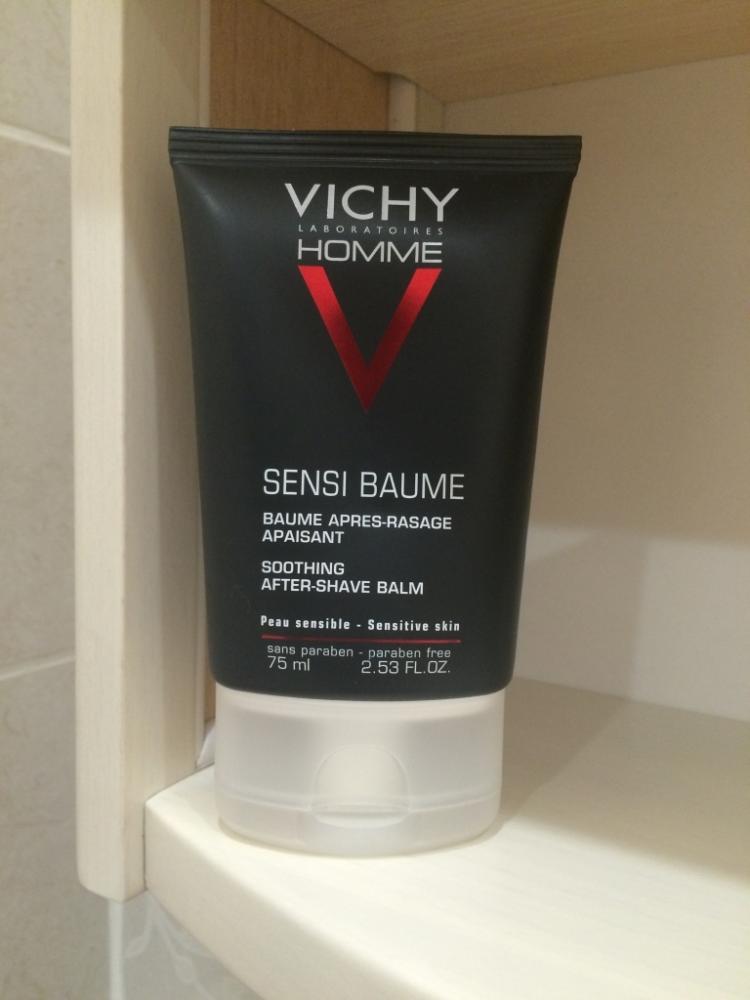 VICHY
LABORATOIRES
HOMME
SENSI BAUME
BAUME APRES-RASAGE
APAISANT
SOOTHING
AFTER-SHAVE BALM
Peau sensible - Sensitive skin
sans paraben - paraben free
75 ml 2.53 FL.OZ.